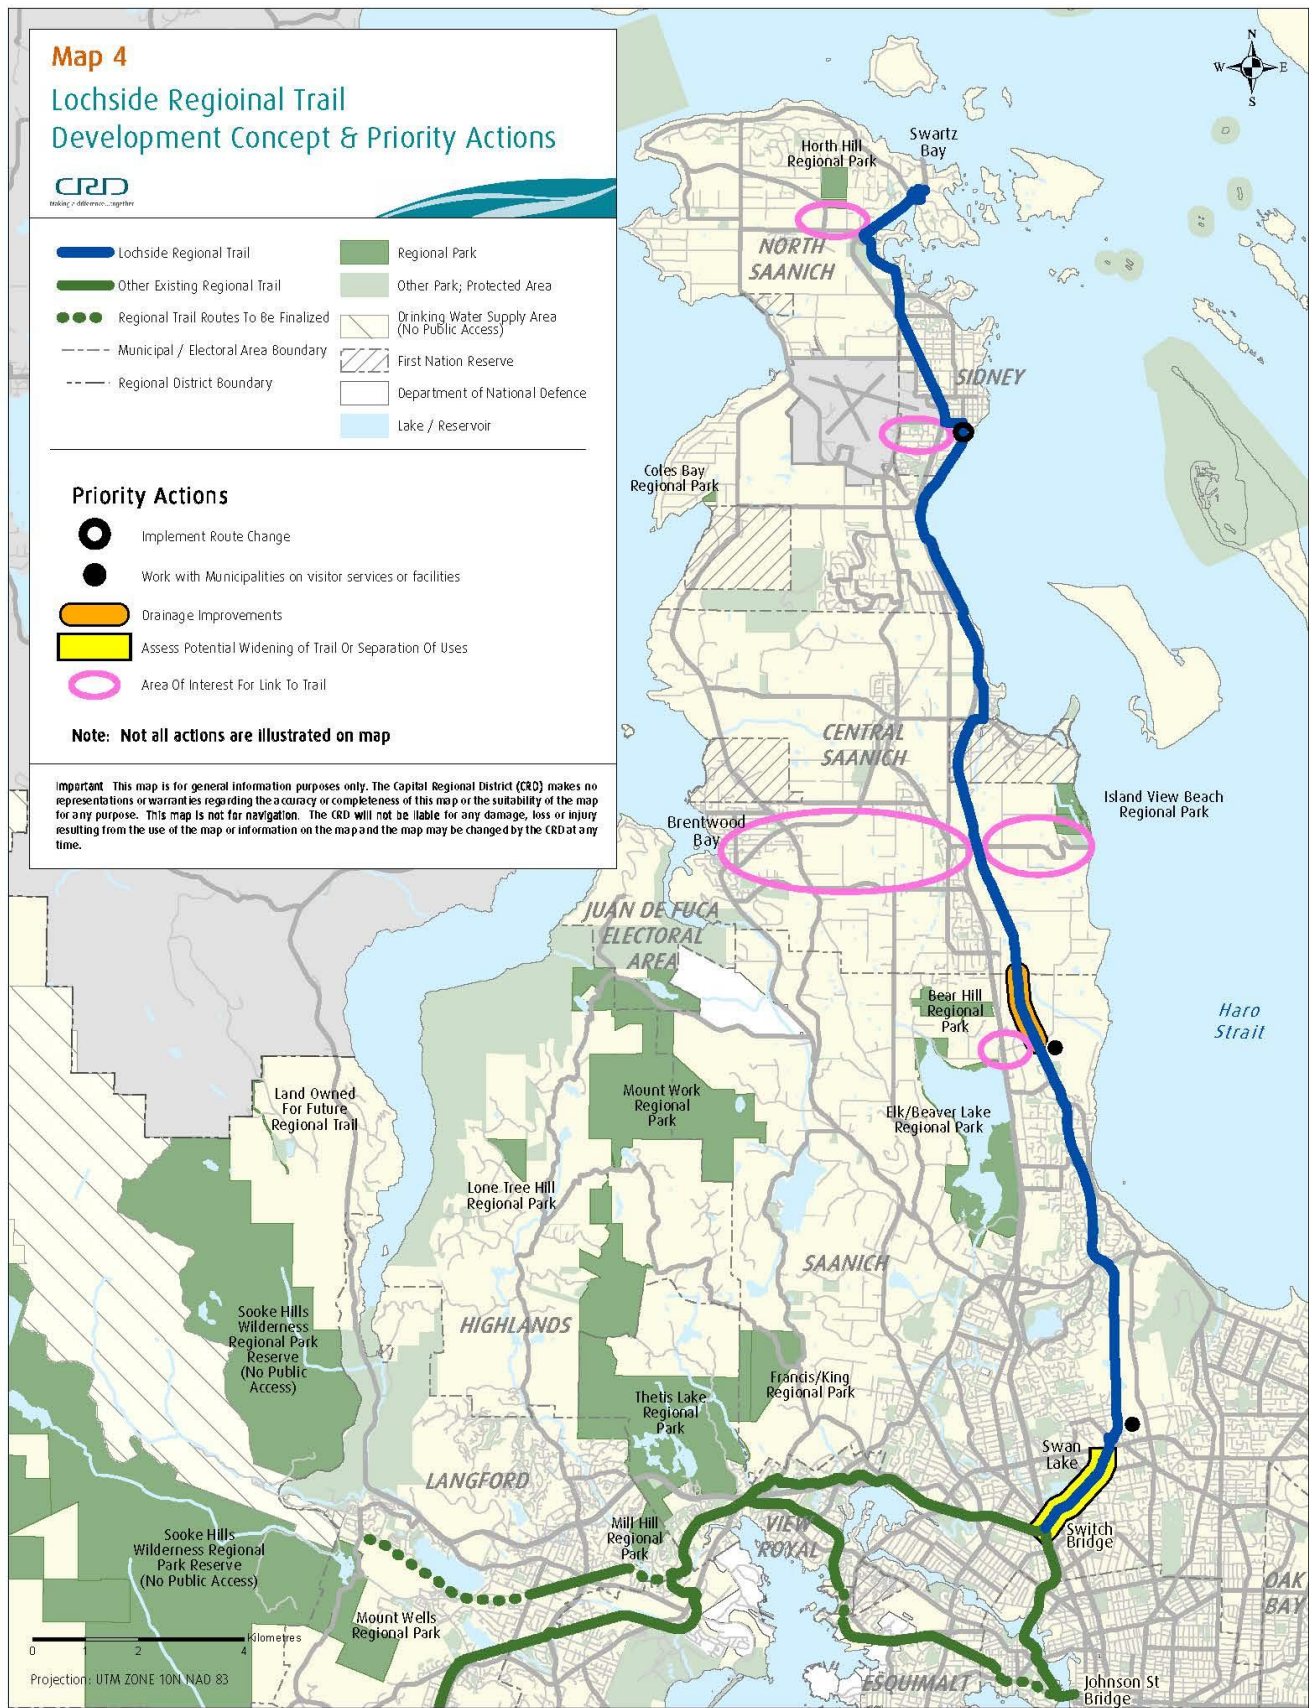 Map 4
Lochside Regioinal Trail
Development Concept & Priority Actions
CRD
Making a difference...together
Lochside Regional Trail
Other Existing Regional Trail
Regional Trail Routes To Be Finalized
Municipal / Electoral Area Boundary
Regional District Boundary
Regional Park
Other Park; Protected Area
Drinking Water Supply Area
(No Public Access)
First Nation Reserve
Department of National Defence
Lake / Reservoir
Priority Actions
Implement Route Change
Work with Municipalities on visitor services or facilities
Drainage Improvements
Assess Potential Widening of Trail Or Separation Of Uses
Area Of Interest For Link To Trail
Note: Not all actions are illustrated on map
Important This map is for general information purposes only. The Capital Regional District (CRD) makes no
representations or warranties regarding the accuracy or completeness of this map or the suitability of the map
for any purpose. This map is not for navigation. The CRD will not be liable for any damage, loss or injury
resulting from the use of the map or information on the map and the map may be changed by the CRD at any
time.
N
W
E
S
Swartz
Bay
Horth Hill
Regional Park
NORTH
SAANICH
SIDNEY
Coles Bay
Regional Park
CENTRAL
SAANICH
Island View Beach
Regional Park
Brentwood
Bay
JUAN DE FUCA
ELECTORAL
AREA
Bear Hill
Regional
Park
Haro
Strait
Land Owned
For Future
Regional Trail
Mount Work
Regional
Park
Elk/Beaver Lake
Regional Park
Lone Tree Hill
Regional Park
SAANICH
Sooke Hills
Wilderness
Regional Park
Reserve
(No Public
Access)
HIGHLANDS
Francis/King
Regional Park
Thetis Lake
Regional
Park
Swan
Lake
LANGFORD
Mill Hill
Regional
Park
VIEW
ROYAL
Switch
Bridge
Sooke Hills
Wilderness Regional
Park Reserve
(No Public Access)
OAK
BAY
Mount Wells
Regional Park
Kilometres
0 1 2 4
Projection: UTM ZONE 10N NAD 83
ESQUIMALT
Johnson St
Bridge